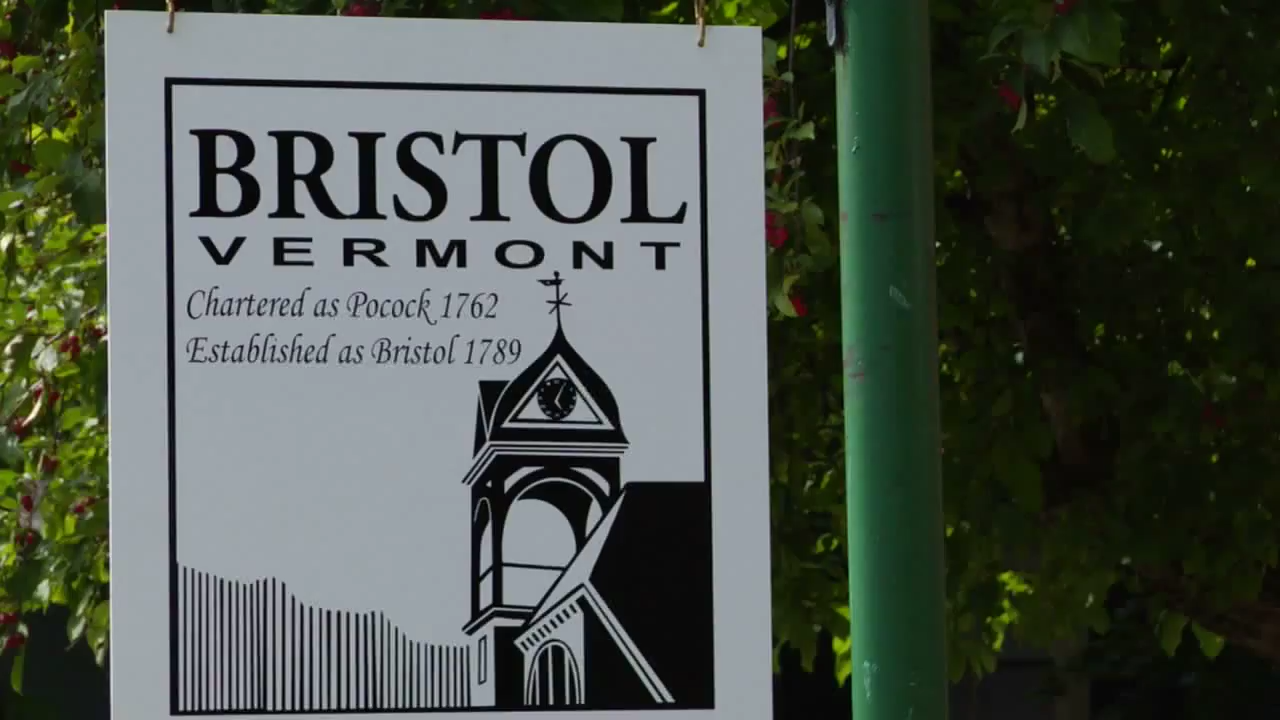 BRISTOL
VERMONT
Chartered as Pocock 1762
Established as Bristol 1789